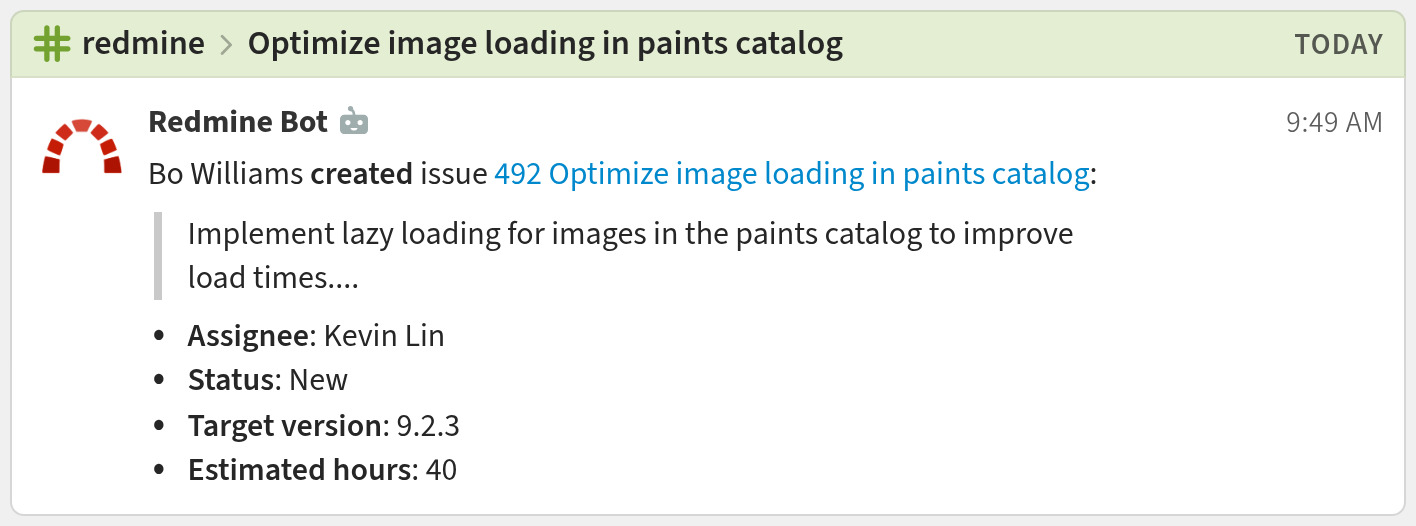 redmine > Optimize image loading in paints catalog TODAY
Redmine Bot 9:49 AM
Bo Williams created issue 492 Optimize image loading in paints catalog:
Implement lazy loading for images in the paints catalog to improve
load times....
• Assignee: Kevin Lin
• Status: New
• Target version: 9.2.3
• Estimated hours: 40